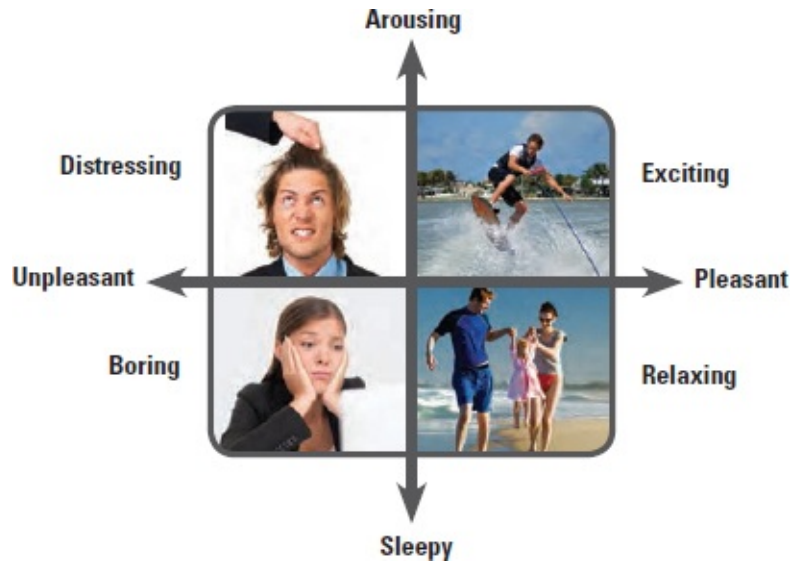 Arousing
Distressing
Exciting
Unpleasant
Pleasant
Boring
Relaxing
Sleepy